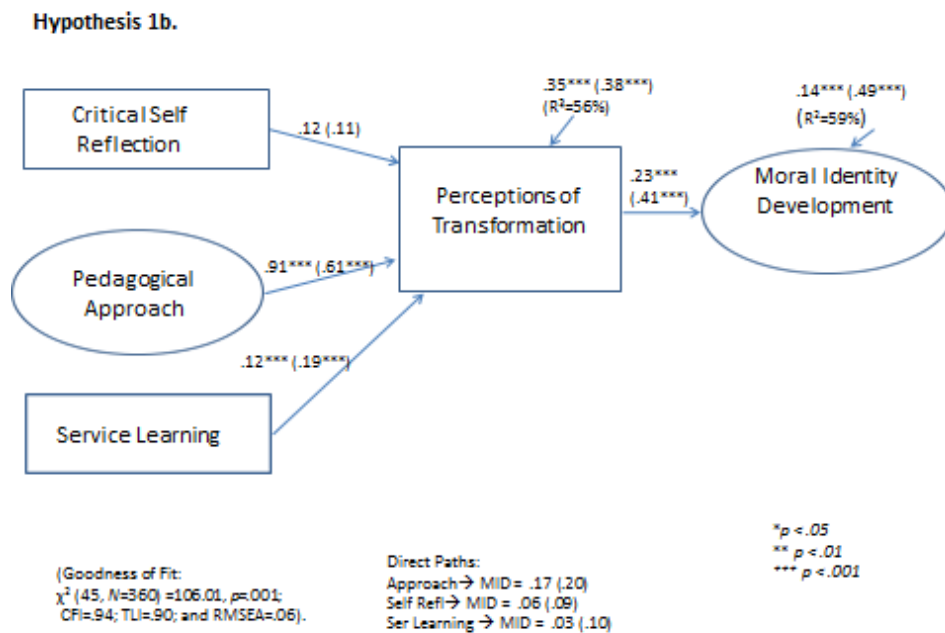 Hypothesis 1b.
.35*** (.38***)
(R²=56%)
.14*** (.49***)
(R²=59%)
Critical Self
Reflection
.12 (.11)
Perceptions of
Transformation
.23***
(.41***)
Moral Identity
Development
.91*** (.61***)
Pedagogical
Approach
.12*** (.19***)
Service Learning
(Goodness of Fit:
χ² (45, N=360) =106.01, p=.001;
CFI=.94; TLI=.90; and RMSEA=.06).
Direct Paths:
Approach→ MID = .17 (.20)
Self Refl→ MID = .06 (.09)
Ser Learning → MID = .03 (.10)
*p < .05
** p < .01
*** p < .001